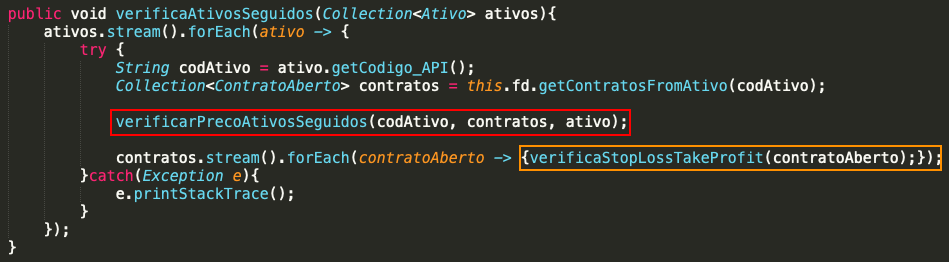 public void verificaAtivosSeguidos(Collection<Ativo> ativos){
    ativos.stream().forEach(ativo -> {
        try {
            String codAtivo = ativo.getCodigo_API();
            Collection<ContratoAberto> contratos = this.fd.getContratosFromAtivo(codAtivo);
            verificarPrecoAtivosSeguidos(codAtivo, contratos, ativo);
            contratos.stream().forEach(contratoAberto -> {verificaStopLossTakeProfit(contratoAberto);});
        }catch(Exception e){
            e.printStackTrace();
        }
    });
}